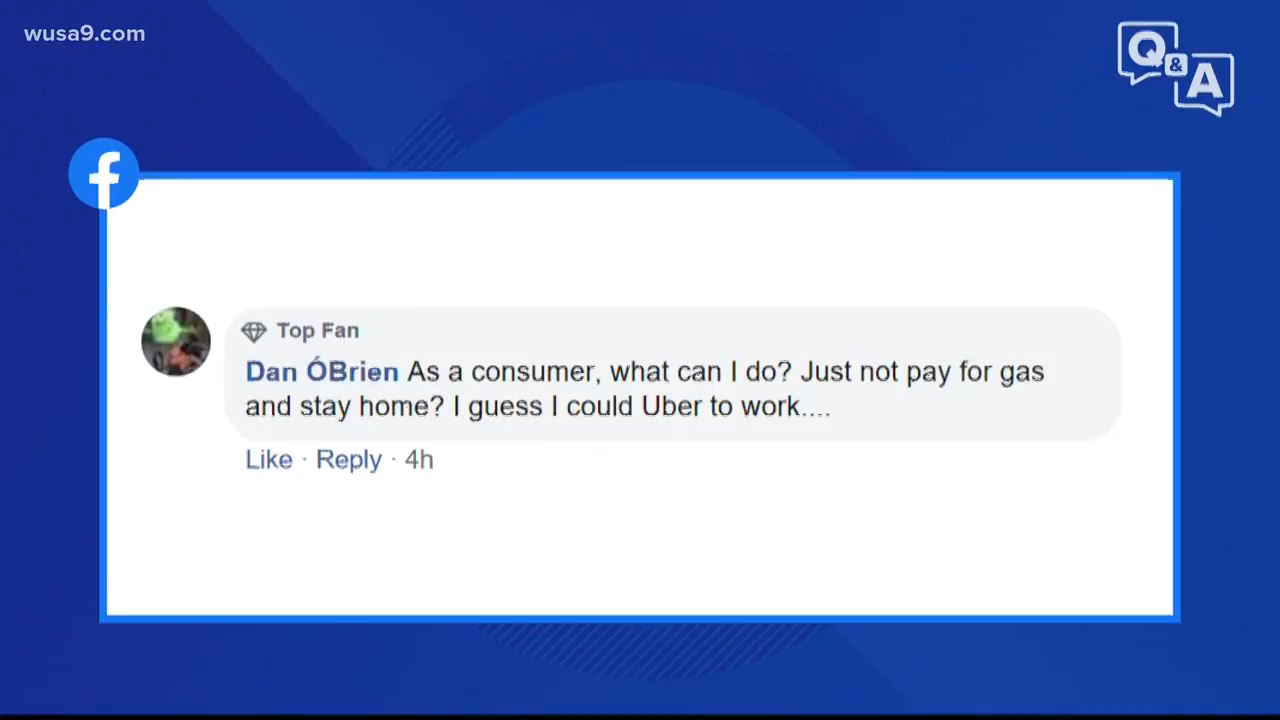 wusa9.com
Q & A
Top Fan
Dan ÓBrien As a consumer, what can I do? Just not pay for gas
and stay home? I guess I could Uber to work....
Like · Reply · 4h